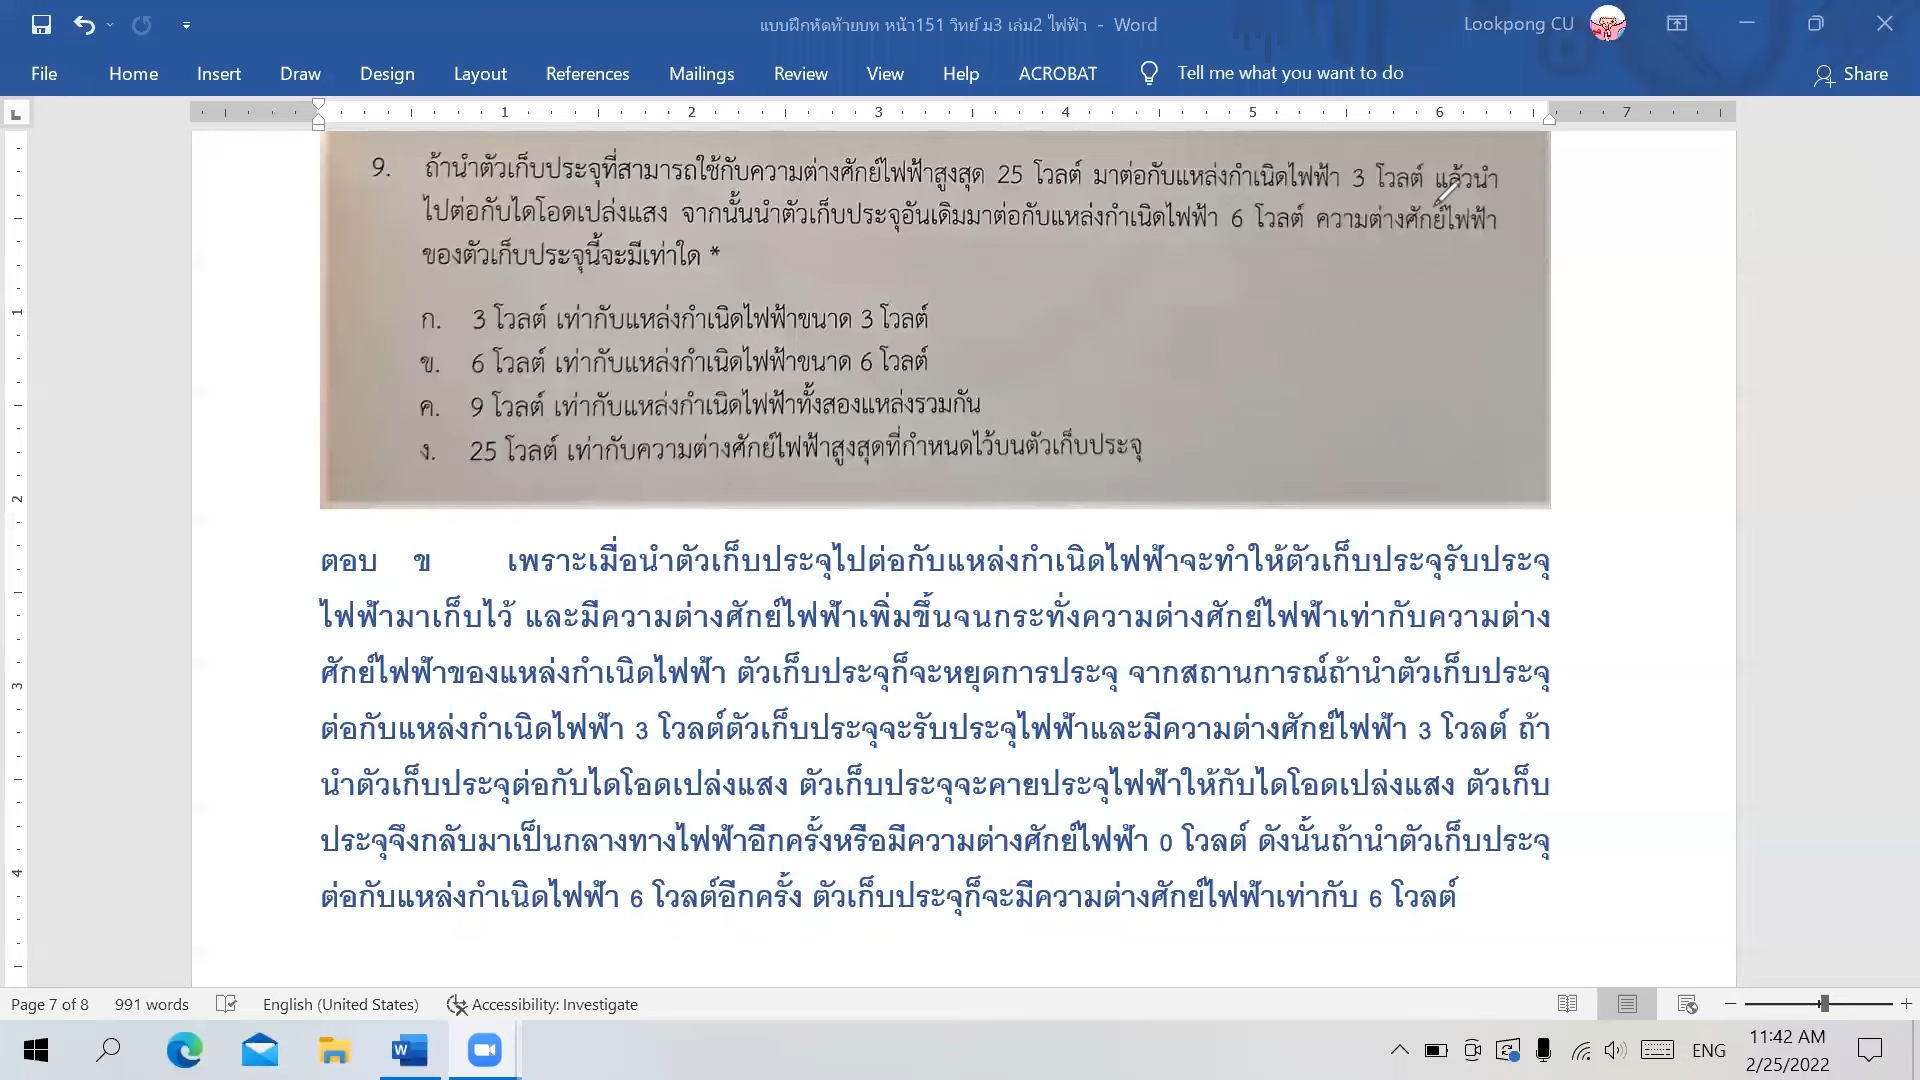 แบบฝึกหัดท้ายบท หน้า151 วิทย์ ม3 เล่ม2 ไฟฟ้า - Word
Lookpong CU
File Home Insert Draw Design Layout References Mailings Review View Help ACROBAT Tell me what you want to do Share
1 2 3 4 5 6 7
9. ถ้านำตัวเก็บประจุที่สามารถใช้กับความต่างศักย์ไฟฟ้าสูงสุด 25 โวลต์ มาต่อกับแหล่งกำเนิดไฟฟ้า 3 โวลต์ แล้วนำ
ไปต่อกับไดโอดเปล่งแสง จากนั้นนำตัวเก็บประจุอันเดิมมาต่อกับแหล่งกำเนิดไฟฟ้า 6 โวลต์ ความต่างศักย์ไฟฟ้า
ของตัวเก็บประจุนี้จะมีเท่าใด *
ก. 3 โวลต์ เท่ากับแหล่งกำเนิดไฟฟ้าขนาด 3 โวลต์
ข. 6 โวลต์ เท่ากับแหล่งกำเนิดไฟฟ้าขนาด 6 โวลต์
ค. 9 โวลต์ เท่ากับแหล่งกำเนิดไฟฟ้าทั้งสองแหล่งรวมกัน
ง. 25 โวลต์ เท่ากับความต่างศักย์ไฟฟ้าสูงสุดที่กำหนดไว้บนตัวเก็บประจุ
ตอบ ข เพราะเมื่อนำตัวเก็บประจุไปต่อกับแหล่งกำเนิดไฟฟ้าจะทำให้ตัวเก็บประจุรับประจุ
ไฟฟ้ามาเก็บไว้ และมีความต่างศักย์ไฟฟ้าเพิ่มขึ้นจนกระทั่งความต่างศักย์ไฟฟ้าเท่ากับความต่าง
ศักย์ไฟฟ้าของแหล่งกำเนิดไฟฟ้า ตัวเก็บประจุก็จะหยุดการประจุ จากสถานการณ์ถ้านำตัวเก็บประจุ
ต่อกับแหล่งกำเนิดไฟฟ้า 3 โวลต์ตัวเก็บประจุจะรับประจุไฟฟ้าและมีความต่างศักย์ไฟฟ้า 3 โวลต์ ถ้า
นำตัวเก็บประจุต่อกับไดโอดเปล่งแสง ตัวเก็บประจุจะคายประจุไฟฟ้าให้กับไดโอดเปล่งแสง ตัวเก็บ
ประจุจึงกลับมาเป็นกลางทางไฟฟ้าอีกครั้งหรือมีความต่างศักย์ไฟฟ้า 0 โวลต์ ดังนั้นถ้านำตัวเก็บประจุ
ต่อกับแหล่งกำเนิดไฟฟ้า 6 โวลต์อีกครั้ง ตัวเก็บประจุก็จะมีความต่างศักย์ไฟฟ้าเท่ากับ 6 โวลต์
1
2
3
4
Page 7 of 8 991 words English (United States) Accessibility: Investigate
ENG
11:42 AM
2/25/2022